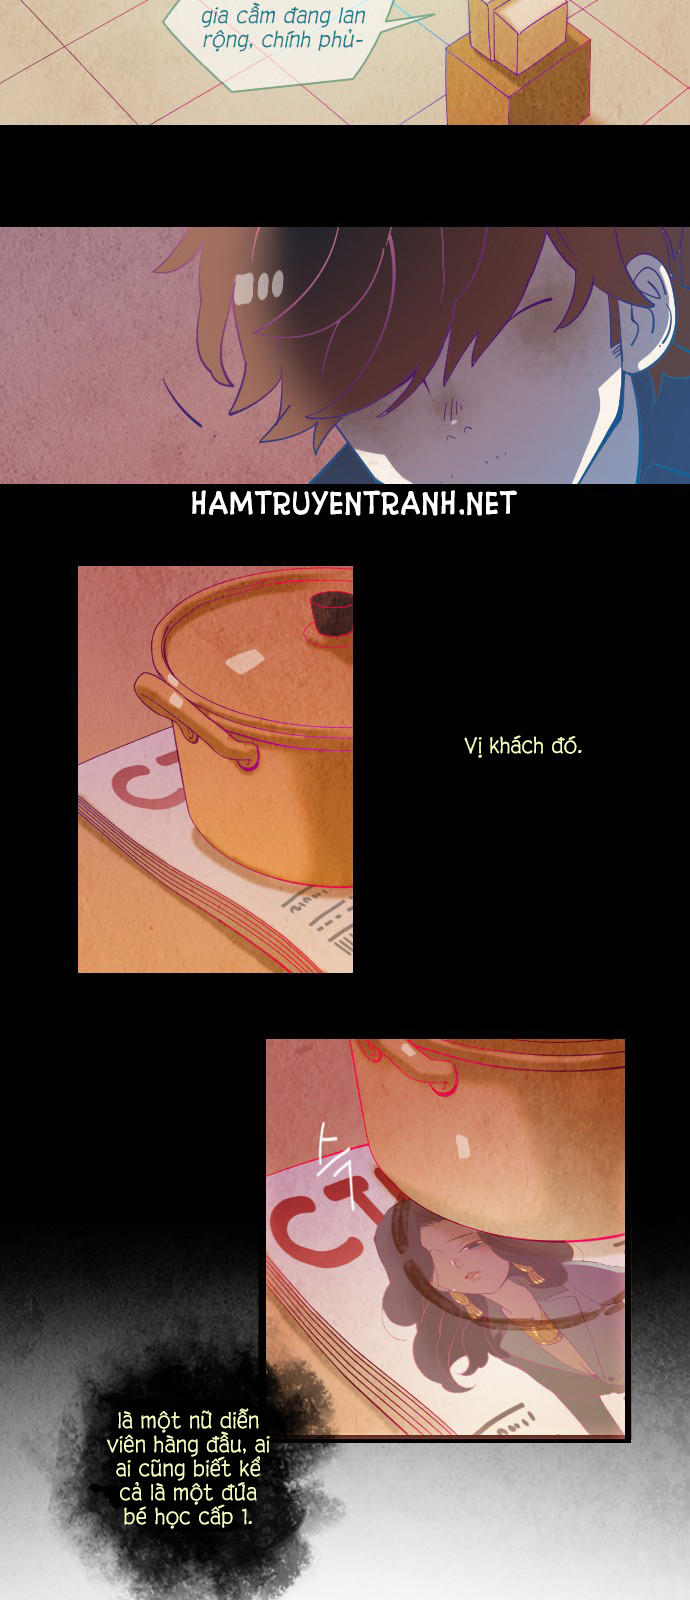 gia cầm đang lan
rộng, chính phủ-
HAMTRUYENTRANH.NET
Vị khách đó.
là một nữ diễn
viên hàng đầu, ai
ai cũng biết kể
cả là một đứa
bé học cấp 1.